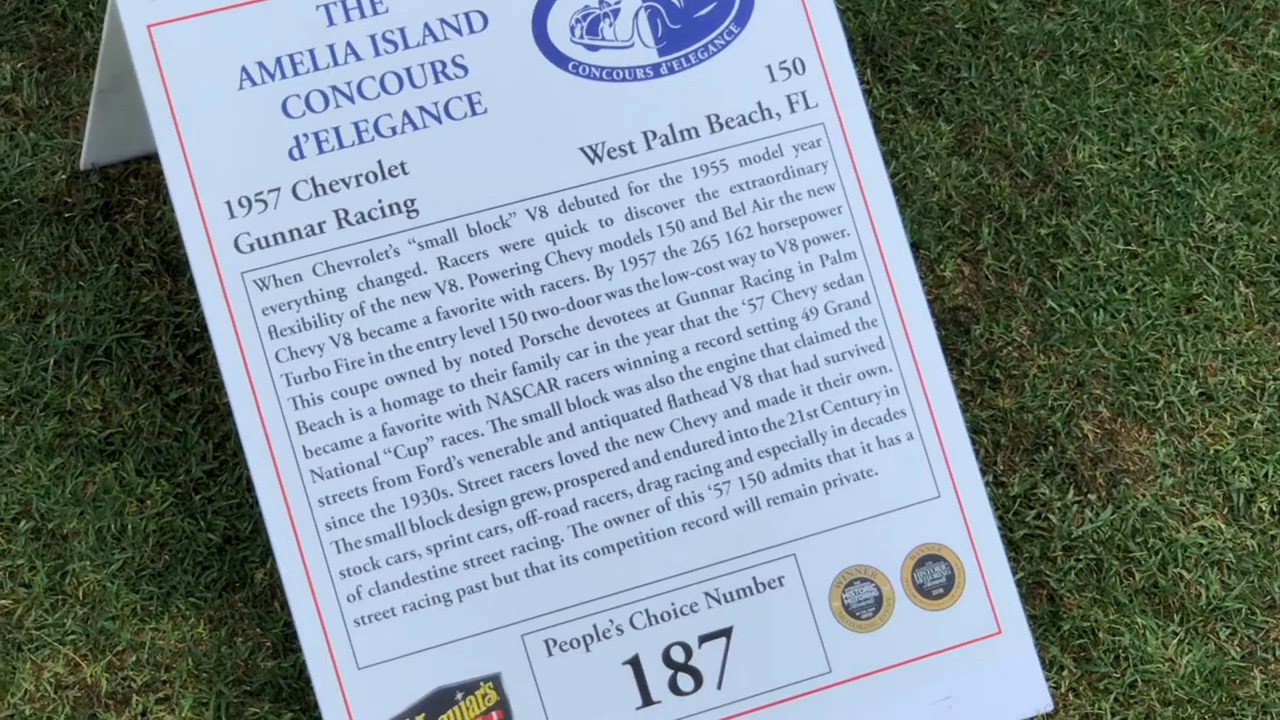 THE
AMELIA ISLAND
CONCOURS
d'ELEGANCE
CONCOURS d'ELEGANCE
1957 Chevrolet
150
Gunnar Racing
West Palm Beach, FL
When Chevrolet's "small block" V8 debuted for the 1955 model year
everything changed. Racers were quick to discover the extraordinary
flexibility of the new V8. Powering Chevy models 150 and Bel Air the new
Chevy V8 became a favorite with racers. By 1957 the 265 162 horsepower
Turbo Fire in the entry level 150 two-door was the low-cost way to V8 power.
This coupe owned by noted Porsche devotees at Gunnar Racing in Palm
Beach is a homage to their family car in the year that the '57 Chevy sedan
became a favorite with NASCAR racers winning a record setting 49 Grand
National "Cup" races. The small block was also the engine that claimed the
streets from Ford's venerable and antiquated flathead V8 that had survived
since the 1930s. Street racers loved the new Chevy and made it their own.
The small block design grew, prospered and endured into the 21st Century in
stock cars, sprint cars, off-road racers, drag racing and especially in decades
of clandestine street racing. The owner of this '57 150 admits that it has a
street racing past but that its competition record will remain private.
People's Choice Number
187
WINNER
HISTORIC
MOTORING
WINNER
HISTORIC
MOTORING
Meguiar's